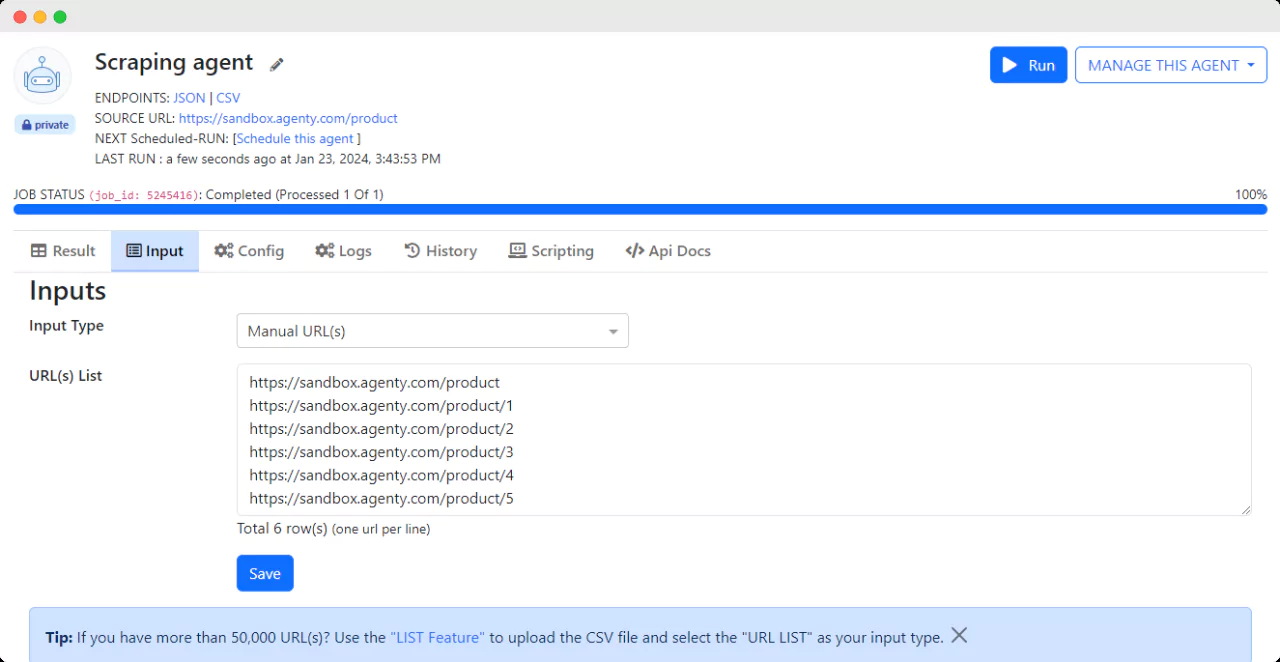 Scraping agent
Run
MANAGE THIS AGENT
ENDPOINTS: JSON | CSV
private
SOURCE URL: https://sandbox.agenty.com/product
NEXT Scheduled-RUN: [Schedule this agent ]
LAST RUN : a few seconds ago at Jan 23, 2024, 3:43:53 PM
JOB STATUS (job_id: 5245416): Completed (Processed 1 Of 1)
100%
Result Input Config Logs History Scripting Api Docs
Inputs
Input Type
Manual URL(s)
URL(s) List
https://sandbox.agenty.com/product
https://sandbox.agenty.com/product/1
https://sandbox.agenty.com/product/2
https://sandbox.agenty.com/product/3
https://sandbox.agenty.com/product/4
https://sandbox.agenty.com/product/5
Total 6 row(s) (one url per line)
Save
Tip: If you have more than 50,000 URL(s)? Use the "LIST Feature" to upload the CSV file and select the "URL LIST" as your input type.